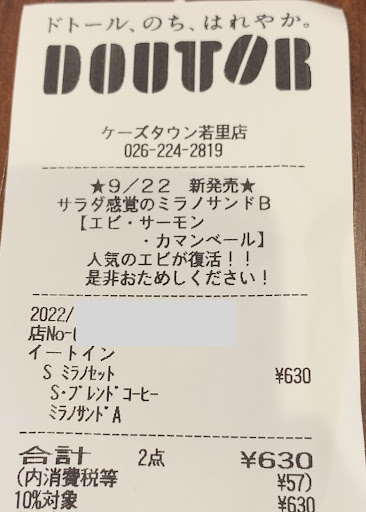 ドトール、のち、はれやか。
DOUTOR
ケーズタウン若里店
026-224-2819
★9/22 新発売★
サラダ感覚のミラノサンドB
【エビ・サーモン
・カマンベール】
人気のエビが復活!!
是非おためしください!
2022/
店No-
イートイン
S ミラノセット ¥630
S・ブレンドコーヒー
ミラノサンドA
合計 2点 ¥630
(内消費税等 ¥57)
10%対象 ¥630